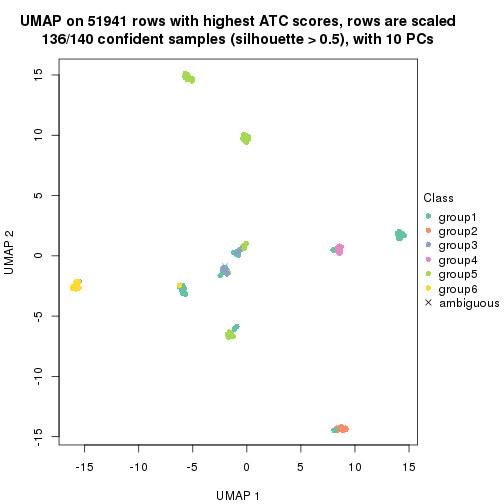 UMAP on 51941 rows with highest ATC scores, rows are scaled
136/140 confident samples (silhouette > 0.5), with 10 PCs
15
10
5
0
-5
-10
-15
UMAP 2
-15
-10
-5
0
5
10
15
UMAP 1
Class
group1
group2
group3
group4
group5
group6
ambiguous